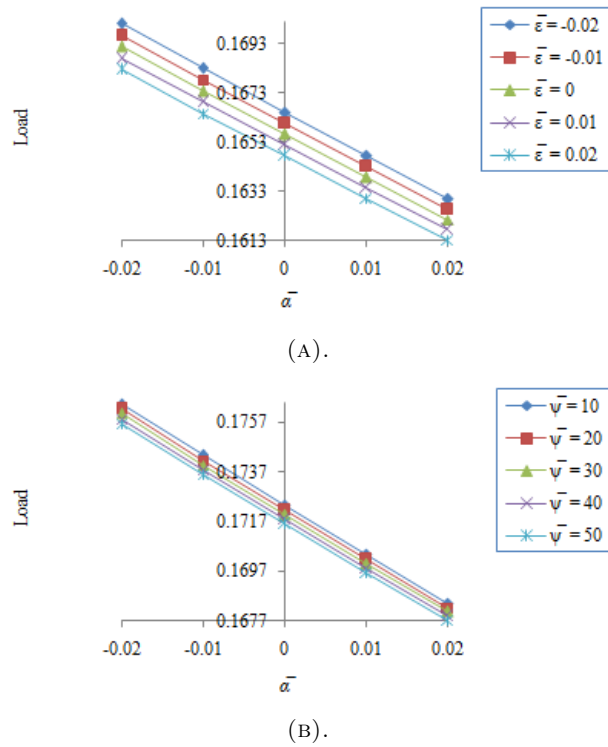 Load
0.1693
0.1673
0.1653
0.1633
0.1613
-0.02
-0.01
0
0.01
0.02
α̅
ε̅ = -0.02
ε̅ = -0.01
ε̅ = 0
ε̅ = 0.01
ε̅ = 0.02
(A).
Load
0.1757
0.1737
0.1717
0.1697
0.1677
-0.02
-0.01
0
0.01
0.02
α̅
ψ̅ = 10
ψ̅ = 20
ψ̅ = 30
ψ̅ = 40
ψ̅ = 50
(B).